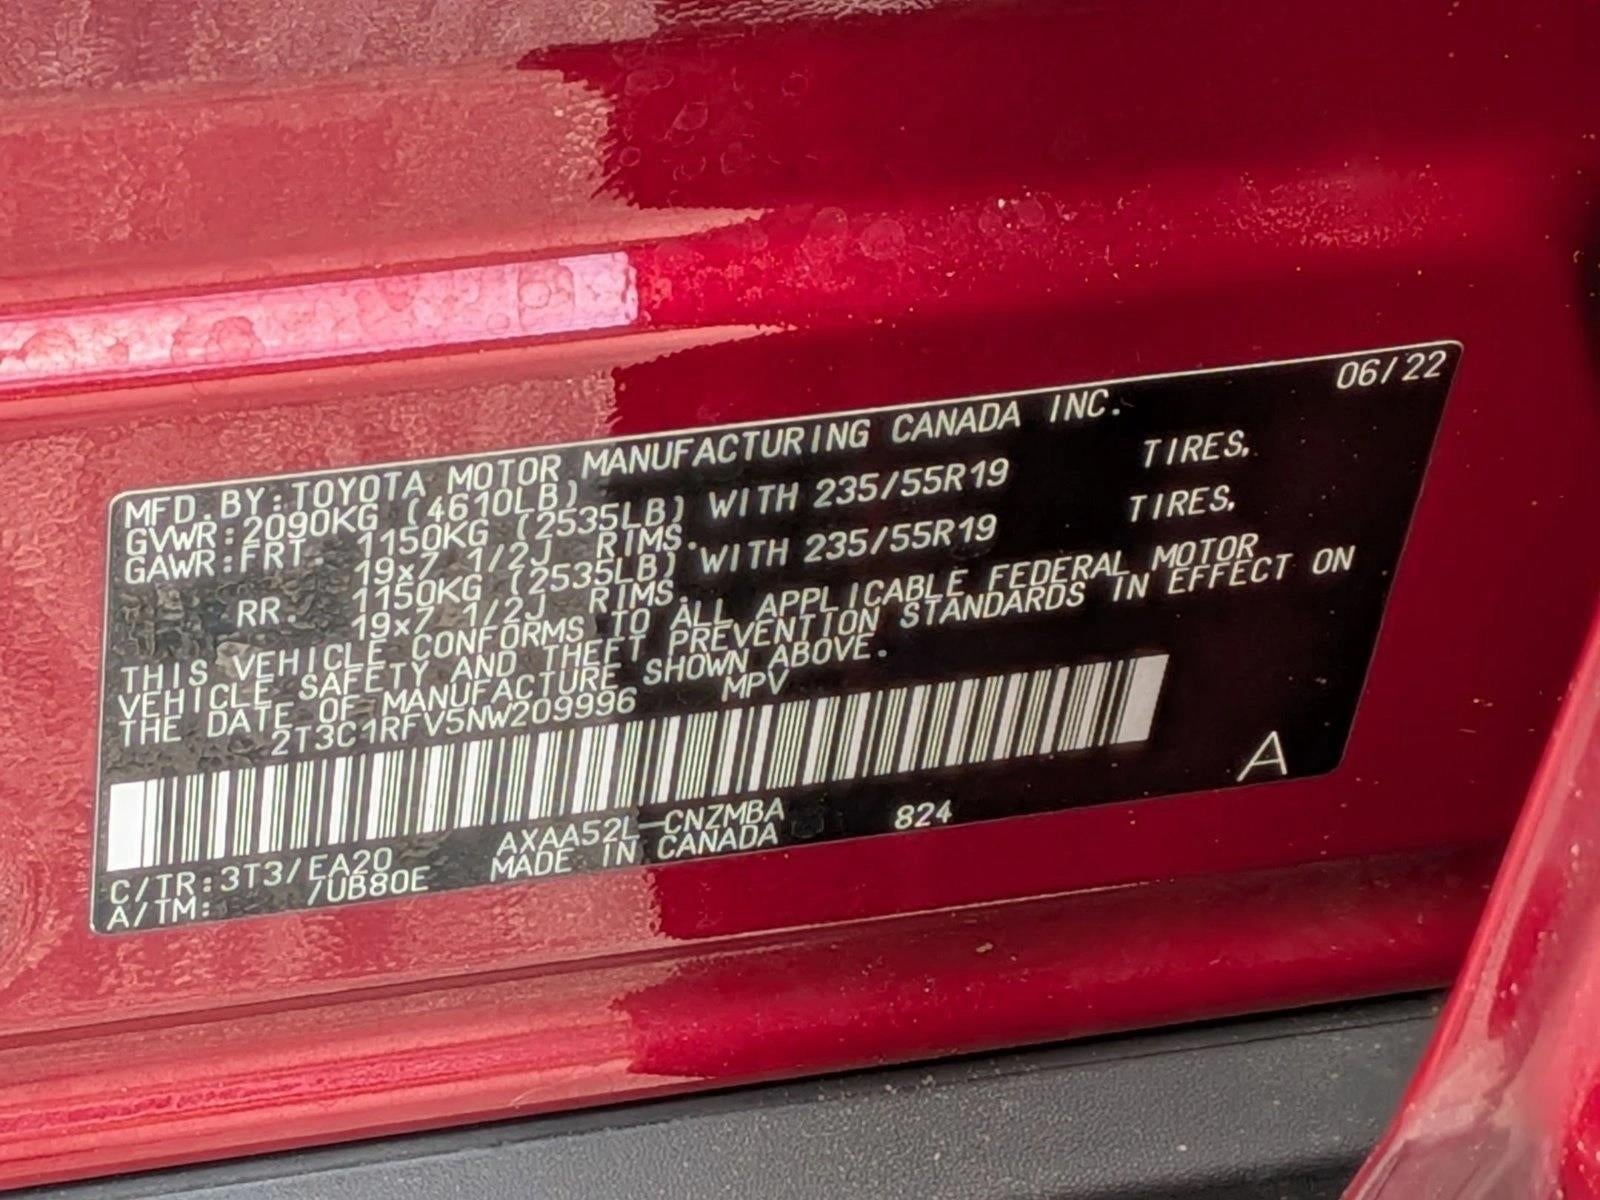 06/22
MFD. BY: TOYOTA MOTOR MANUFACTURING CANADA INC.
GVWR: 2090KG (4610LB)
GAWR: FRT. 1150KG (2535LB) WITH 235/55R19 TIRES,
19x7 1/2J RIMS.
RR. 1150KG (2535LB) WITH 235/55R19 TIRES,
19x7 1/2J RIMS.
THIS VEHICLE CONFORMS TO ALL APPLICABLE FEDERAL MOTOR
VEHICLE SAFETY AND THEFT PREVENTION STANDARDS IN EFFECT ON
THE DATE OF MANUFACTURE SHOWN ABOVE.
2T3C1RFV5NW209996 MPV
A
AXAA52L-CNZMBA 824
C/TR: 3T3/EA20 MADE IN CANADA
A/TM: /UB80E